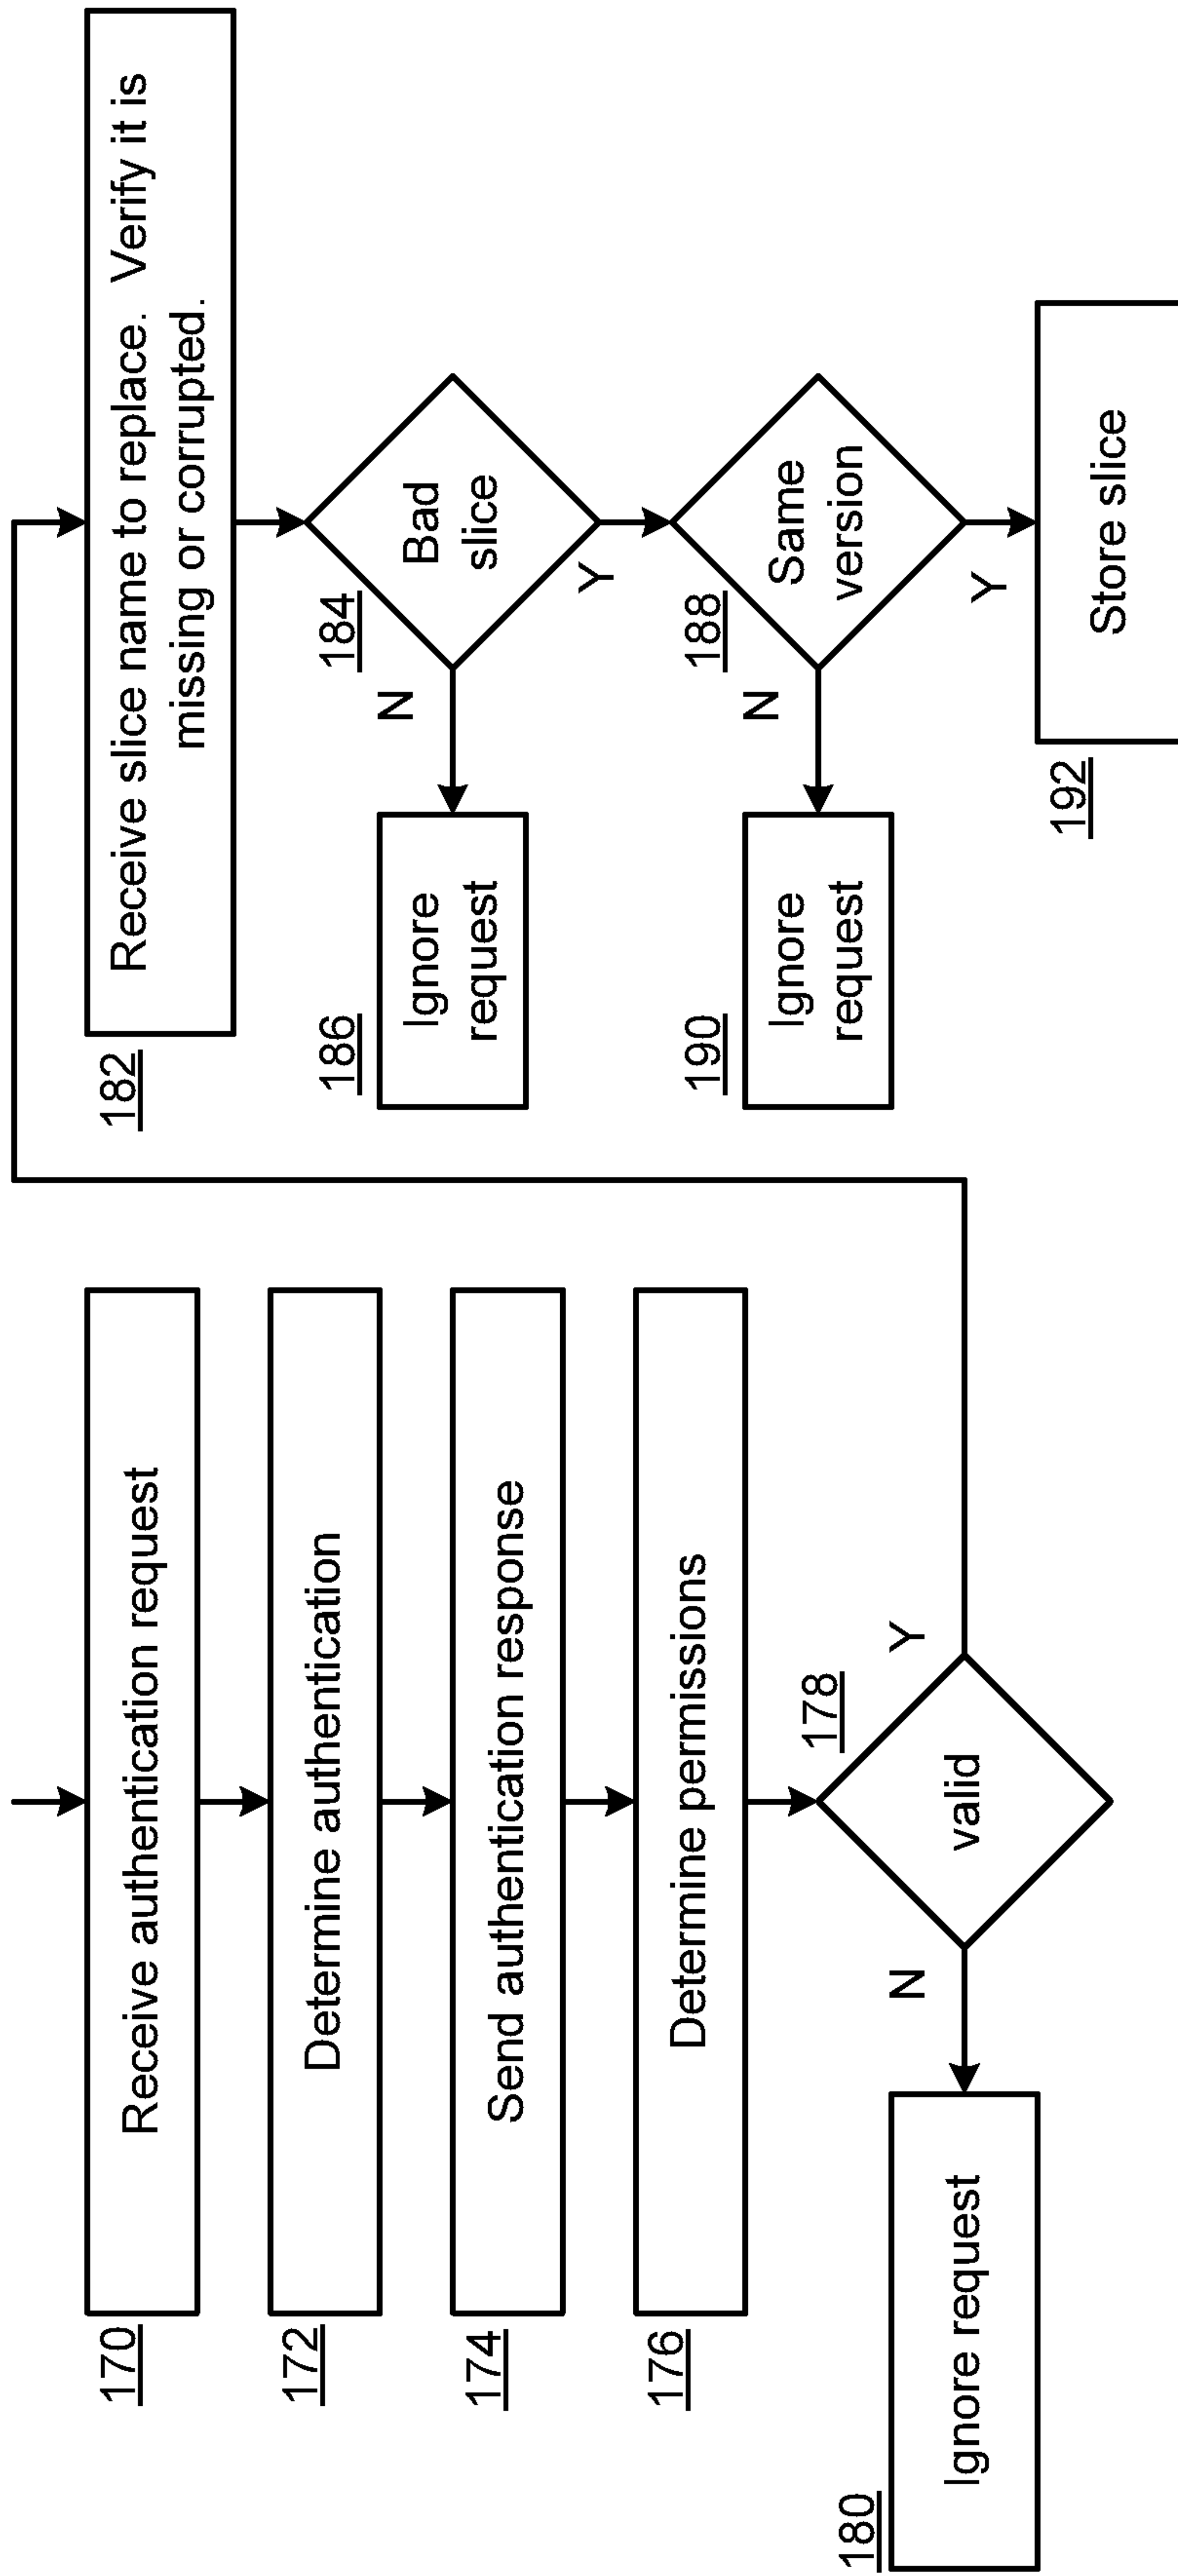 170
Receive authentication request
172
Determine authentication
174
Send authentication response
176
Determine permissions
178
valid
N
Y
180
Ignore request
182
Receive slice name to replace. Verify it is
missing or corrupted.
184
Bad
slice
N
Y
186
Ignore
request
188
Same
version
N
Y
190
Ignore
request
192
Store slice